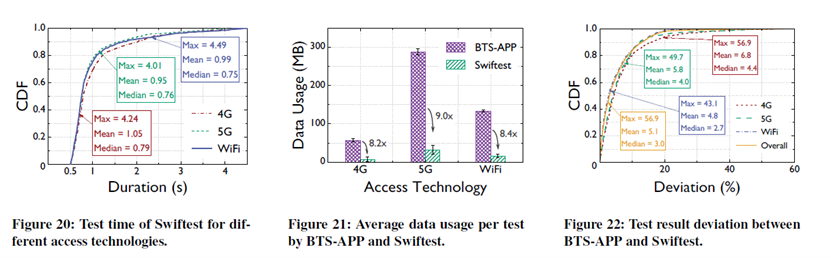 1.0
0.8
0.6
0.4
0.2
0
CDF
Max = 4.49
Mean = 0.99
Median = 0.75
Max = 4.01
Mean = 0.95
Median = 0.76
Max = 4.24
Mean = 1.05
Median = 0.79
4G
5G
WiFi
0.5 1 2 3 4
Duration (s)
Figure 20: Test time of Swiftest for dif-
ferent access technologies.
300
200
100
0
Data Usage (MB)
BTS-APP
Swiftest
8.2x
9.0x
8.4x
4G 5G WiFi
Access Technology
Figure 21: Average data usage per test
by BTS-APP and Swiftest.
1.0
0.8
0.6
0.4
0.2
0
CDF
Max = 56.9
Mean = 6.8
Median = 4.4
Max = 49.7
Mean = 5.8
Median = 4.0
Max = 43.1
Mean = 4.8
Median = 2.7
Max = 56.9
Mean = 5.1
Median = 3.0
4G
5G
WiFi
Overall
0 20 40 60
Deviation (%)
Figure 22: Test result deviation between
BTS-APP and Swiftest.